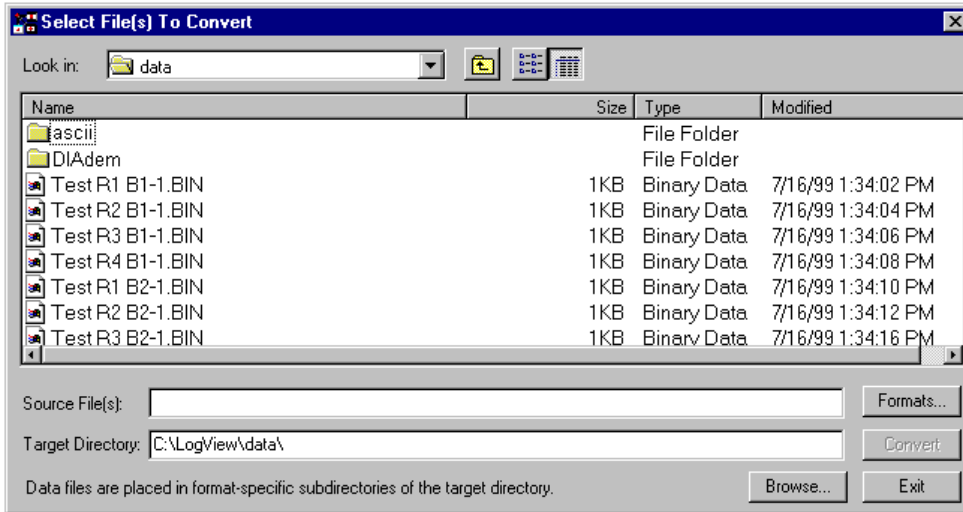 Select File(s) To Convert
Look in: data
Name Size Type Modified
ascii File Folder
DIAdem File Folder
Test R1 B1-1.BIN 1KB Binary Data 7/16/99 1:34:02 PM
Test R2 B1-1.BIN 1KB Binary Data 7/16/99 1:34:04 PM
Test R3 B1-1.BIN 1KB Binary Data 7/16/99 1:34:06 PM
Test R4 B1-1.BIN 1KB Binary Data 7/16/99 1:34:08 PM
Test R1 B2-1.BIN 1KB Binary Data 7/16/99 1:34:10 PM
Test R2 B2-1.BIN 1KB Binary Data 7/16/99 1:34:12 PM
Test R3 B2-1.BIN 1KB Binary Data 7/16/99 1:34:16 PM
Source File(s): Formats...
Target Directory: C:\LogView\data\ Convert
Data files are placed in format-specific subdirectories of the target directory. Browse... Exit